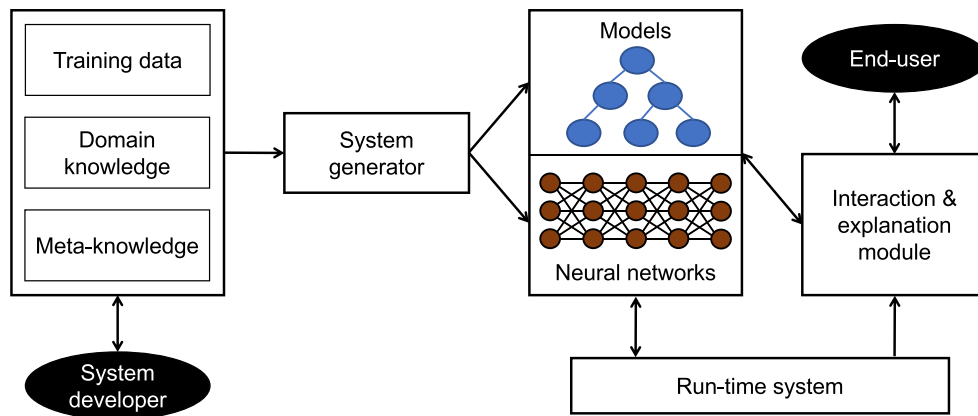 Training data
Domain
knowledge
Meta-knowledge
System
developer
System
generator
Models
Neural networks
End-user
Interaction &
explanation
module
Run-time system